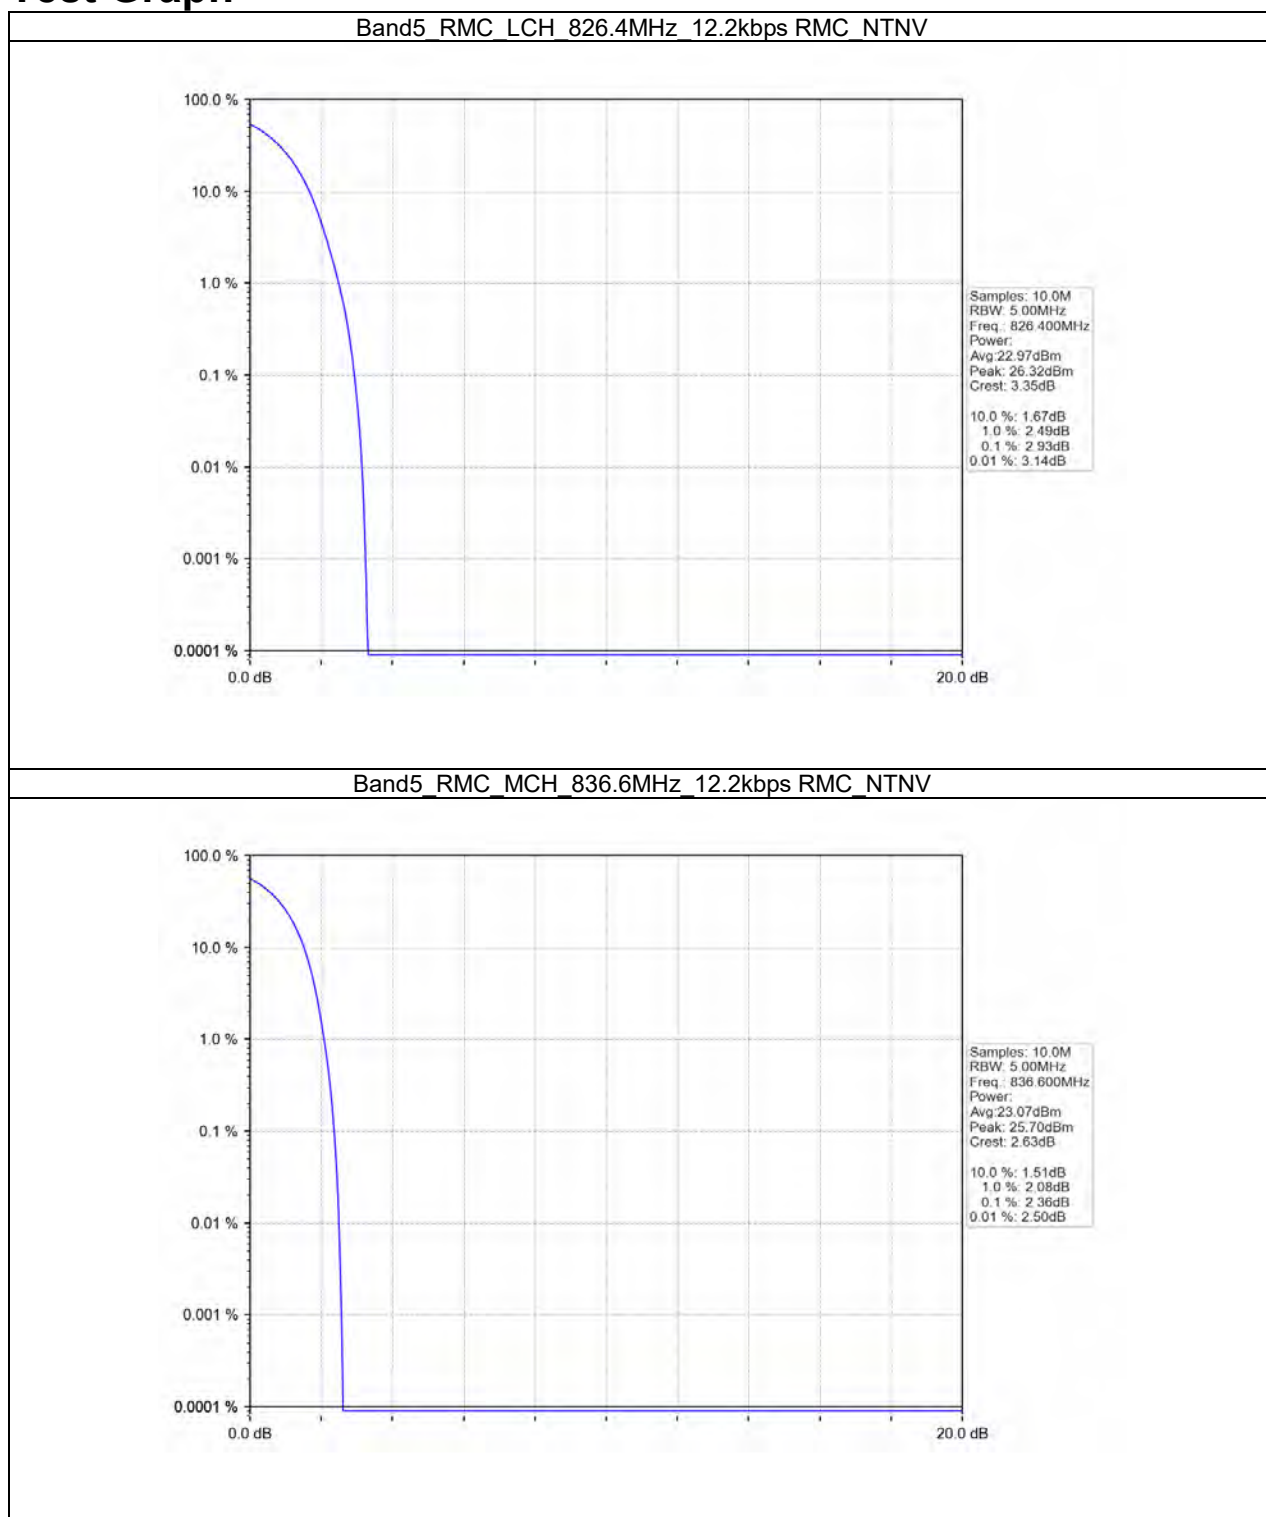 Test Graph
Band5_RMC_LCH_826.4MHz_12.2kbps RMC_NTNV
100.0 %
10.0 %
1.0 %
0.1 %
0.01 %
0.001 %
0.0001 %
0.0 dB
20.0 dB
Samples: 10.0M
RBW: 5.00MHz
Freq.: 826.400MHz
Power:
Avg:22.97dBm
Peak: 26.32dBm
Crest: 3.35dB
10.0 %: 1.67dB
1.0 %: 2.49dB
0.1 %: 2.93dB
0.01 %: 3.14dB
Band5_RMC_MCH_836.6MHz_12.2kbps RMC_NTNV
100.0 %
10.0 %
1.0 %
0.1 %
0.01 %
0.001 %
0.0001 %
0.0 dB
20.0 dB
Samples: 10.0M
RBW: 5.00MHz
Freq.: 836.600MHz
Power:
Avg:23.07dBm
Peak: 25.70dBm
Crest: 2.63dB
10.0 %: 1.51dB
1.0 %: 2.08dB
0.1 %: 2.36dB
0.01 %: 2.50dB